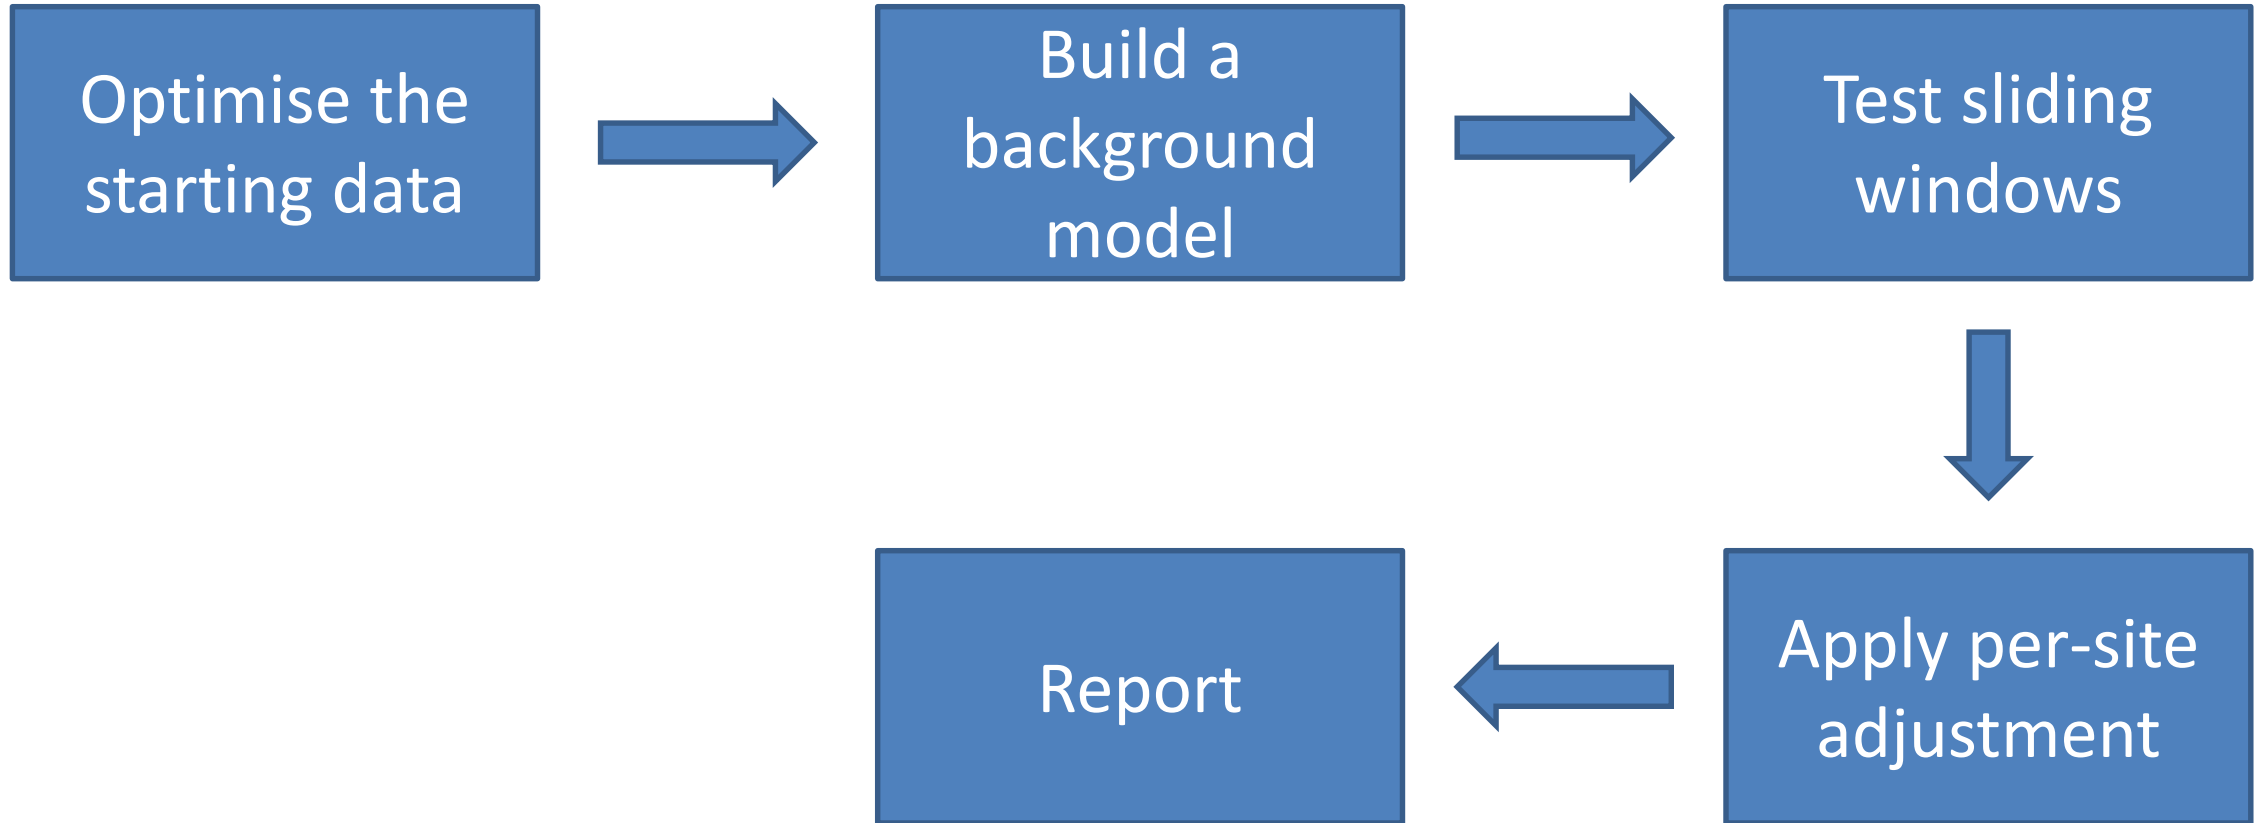 Optimise the
starting data
Build a
background
model
Test sliding
windows
Apply per-site
adjustment
Report